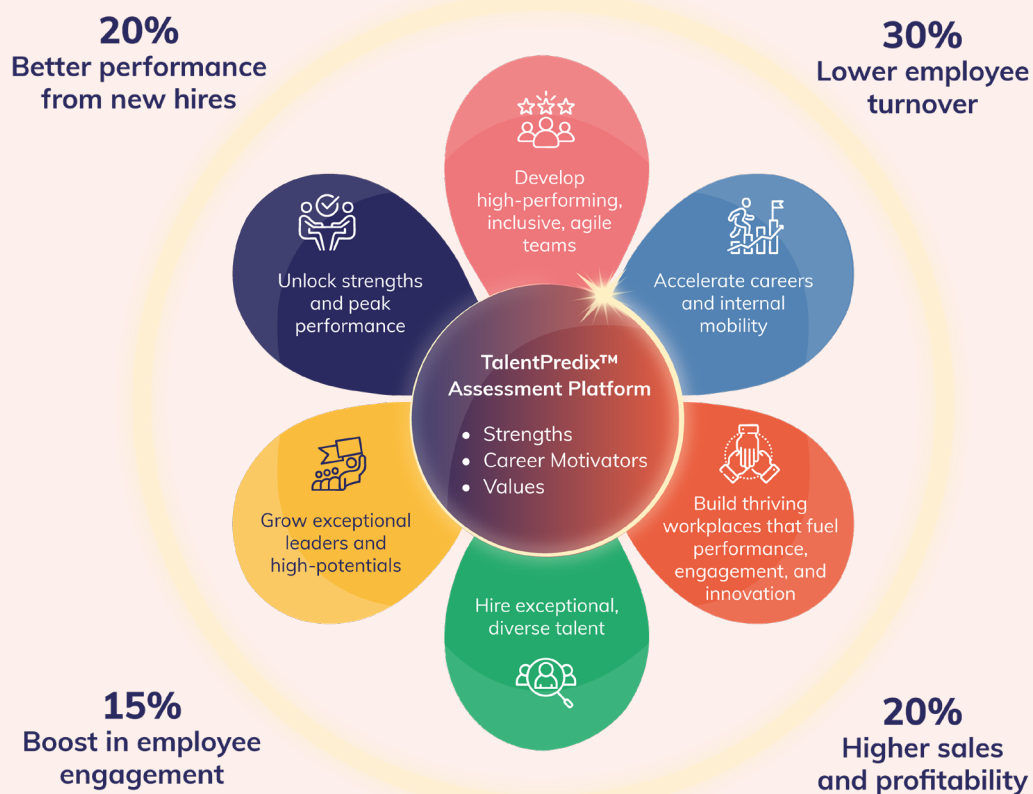 20%
Better performance
from new hires
30%
Lower employee
turnover
Develop
high-performing,
inclusive, agile
teams
Unlock strengths
and peak
performance
Accelerate careers
and internal
mobility
TalentPredix™
Assessment Platform
• Strengths
• Career Motivators
• Values
Grow exceptional
leaders and
high-potentials
Build thriving
workplaces that fuel
performance,
engagement, and
innovation
Hire exceptional,
diverse talent
15%
Boost in employee
engagement
20%
Higher sales
and profitability